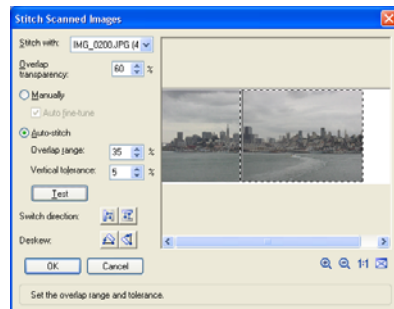 Stitch Scanned Images
Stitch with: IMG_0200.JPG (4
Overlap transparency: 60 %
Manually
Auto fine-tune
Auto-stitch
Overlap range: 35 %
Vertical tolerance: 5 %
Test
Switch direction:
Deskew:
OK Cancel 1:1
Set the overlap range and tolerance.